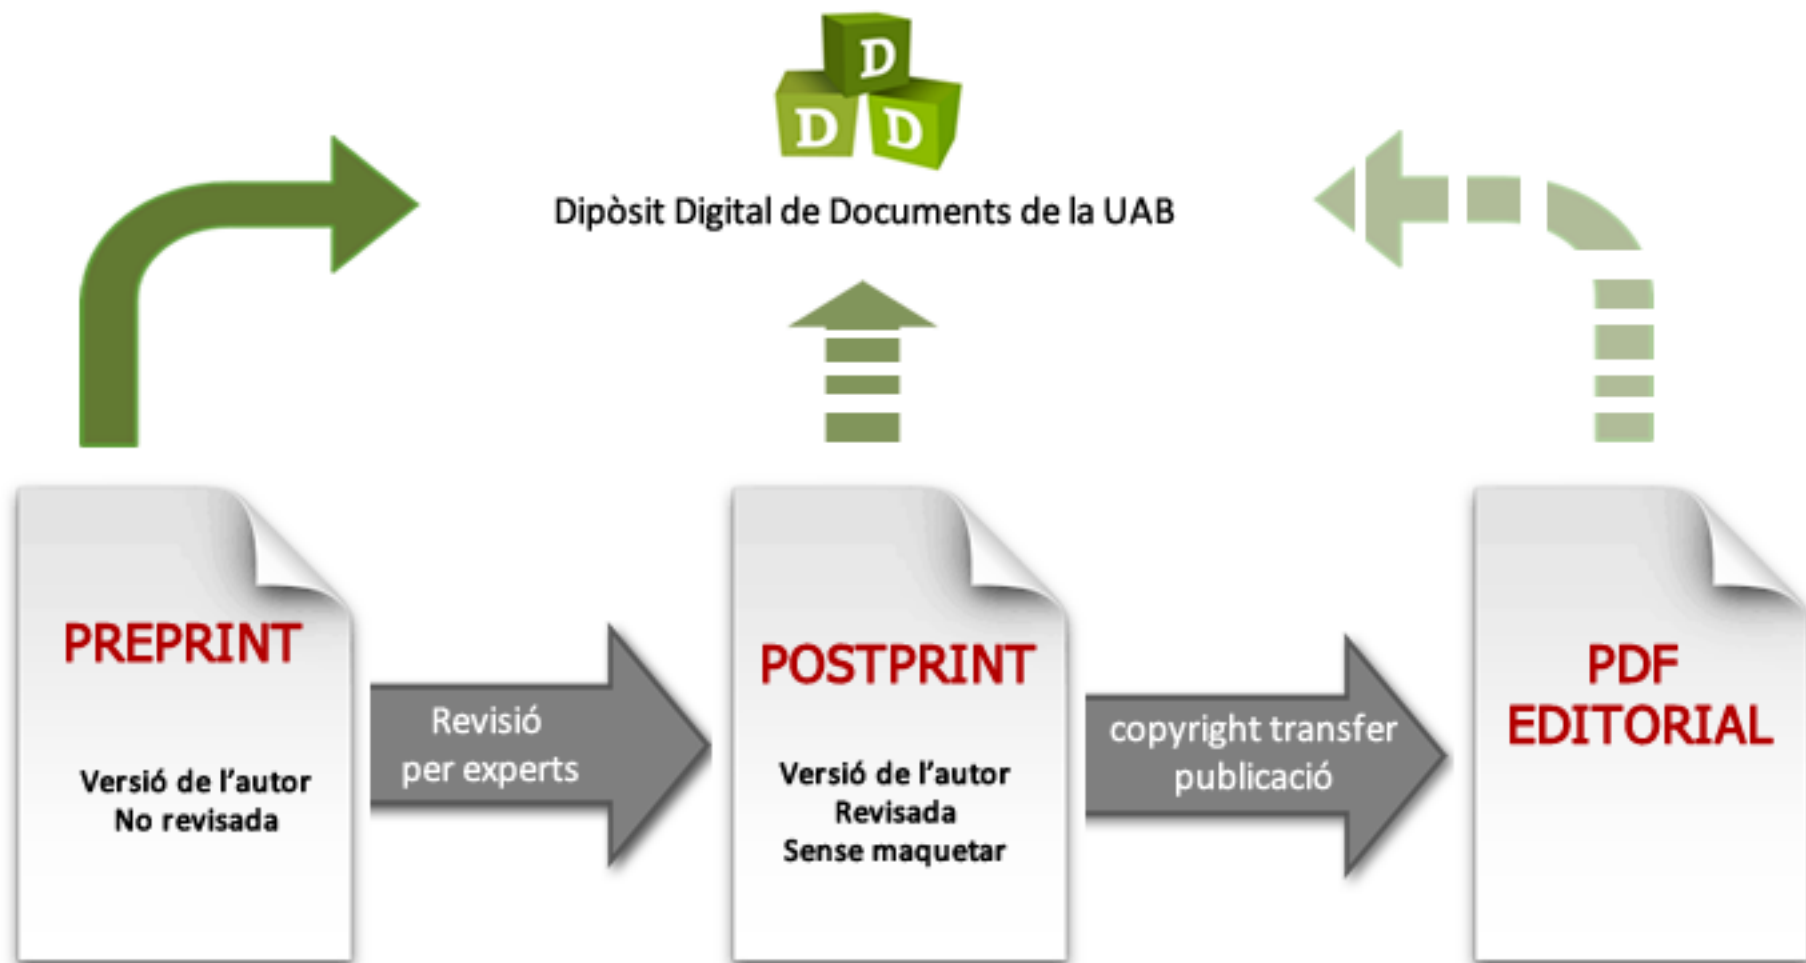 D
D D
Dipòsit Digital de Documents de la UAB
PREPRINT
Versió de l'autor
No revisada
Revisió
per experts
POSTPRINT
Versió de l'autor
Revisada
Sense maquetar
copyright transfer
publicació
PDF
EDITORIAL